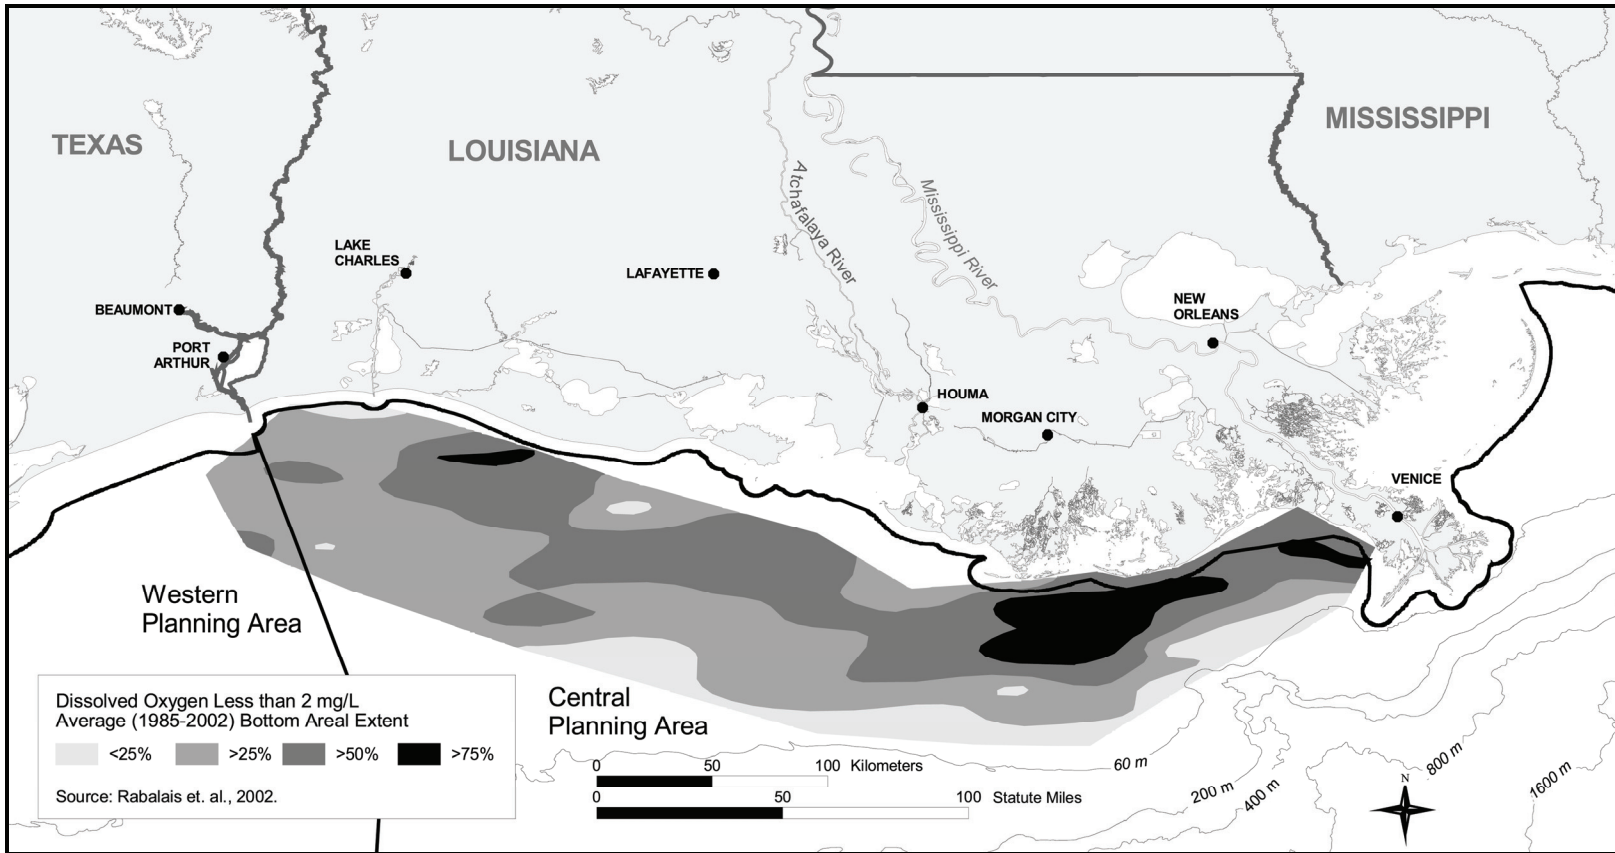 TEXAS
LOUISIANA
MISSISSIPPI
Atchafalaya River
Mississippi River
LAKE
CHARLES
LAFAYETTE
BEAUMONT
NEW
ORLEANS
PORT
ARTHUR
HOUMA
MORGAN CITY
VENICE
Western
Planning Area
Central
Planning Area
Dissolved Oxygen Less than 2 mg/L
Average (1985-2002) Bottom Areal Extent
<25% >25% >50% >75%
Source: Rabalais et. al., 2002.
0 50 100 Kilometers
0 50 100 Statute Miles
60 m
200 m
400 m
800 m
1600 m
N